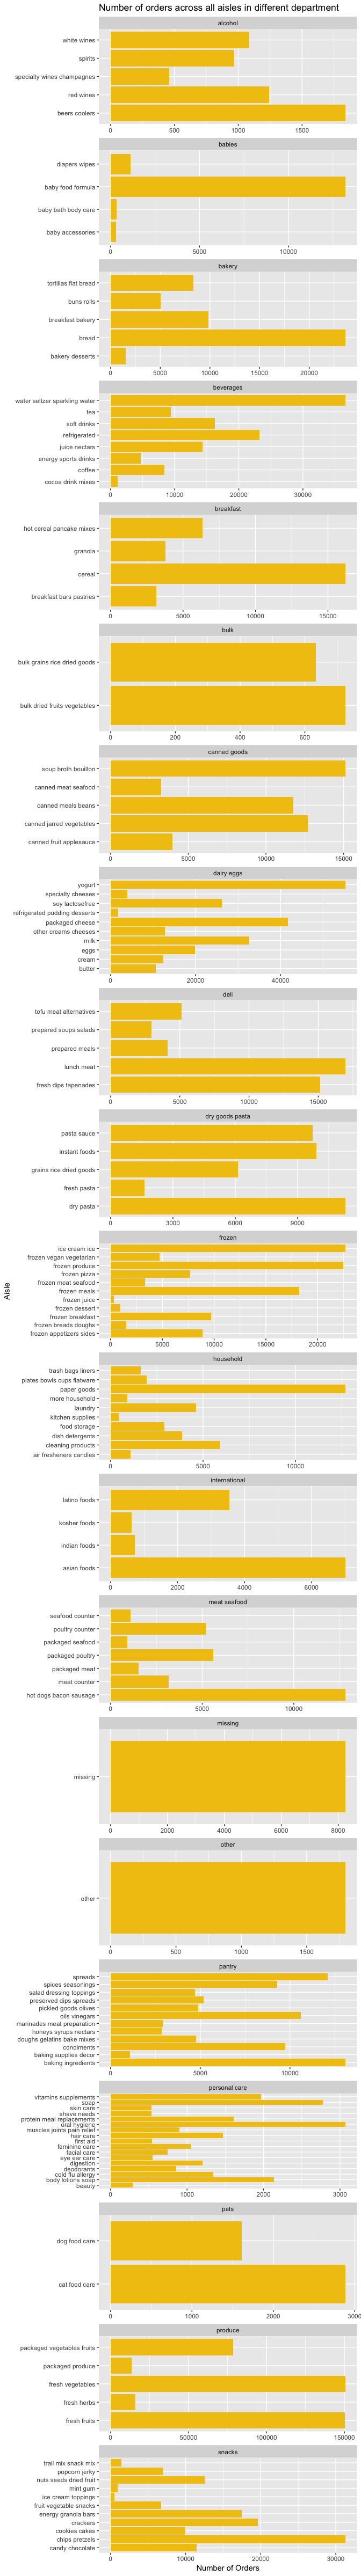 Number of orders across all aisles in different department
alcohol
white wines
spirits
specialty wines champagnes
red wines
beers coolers
0 500 1000 1500
babies
diapers wipes
baby food formula
baby bath body care
baby accessories
0 5000 10000
bakery
tortillas flat bread
buns rolls
breakfast bakery
bread
bakery desserts
0 5000 10000 15000 20000
beverages
water seltzer sparkling water
tea
soft drinks
refrigerated
juice nectars
energy sports drinks
coffee
cocoa drink mixes
0 10000 20000 30000
breakfast
hot cereal pancake mixes
granola
cereal
breakfast bars pastries
0 5000 10000 15000
bulk
bulk grains rice dried goods
bulk dried fruits vegetables
0 200 400 600
canned goods
soup broth bouillon
canned meat seafood
canned meals beans
canned jarred vegetables
canned fruit applesauce
0 5000 10000 15000
dairy eggs
yogurt
specialty cheeses
soy lactosefree
refrigerated pudding desserts
packaged cheese
other creams cheeses
milk
eggs
cream
butter
0 20000 40000
deli
tofu meat alternatives
prepared soups salads
prepared meals
lunch meat
fresh dips tapenades
0 5000 10000 15000
dry goods pasta
pasta sauce
instant foods
grains rice dried goods
fresh pasta
dry pasta
0 3000 6000 9000
Aisle
frozen
ice cream ice
frozen vegan vegetarian
frozen produce
frozen pizza
frozen meat seafood
frozen meals
frozen juice
frozen dessert
frozen breakfast
frozen breads doughs
frozen appetizers sides
0 5000 10000 15000 20000
household
trash bags liners
plates bowls cups flatware
paper goods
more household
laundry
kitchen supplies
food storage
dish detergents
cleaning products
air fresheners candles
0 5000 10000
international
latino foods
kosher foods
indian foods
asian foods
0 2000 4000 6000
meat seafood
seafood counter
poultry counter
packaged seafood
packaged poultry
packaged meat
meat counter
hot dogs bacon sausage
0 5000 10000
missing
missing
0 2000 4000 6000 8000
other
other
0 500 1000 1500
pantry
spreads
spices seasonings
salad dressing toppings
preserved dips spreads
pickled goods olives
oils vinegars
marinades meat preparation
honeys syrups nectars
doughs gelatins bake mixes
condiments
baking supplies decor
baking ingredients
0 5000 10000
personal care
vitamins supplements
soap
skin care
shave needs
protein meal replacements
oral hygiene
muscles joints pain relief
hair care
first aid
feminine care
facial care
eye ear care
digestion
deodorants
cold flu allergy
body lotions soap
beauty
0 1000 2000 3000
pets
dog food care
cat food care
0 1000 2000 3000
produce
packaged vegetables fruits
packaged produce
fresh vegetables
fresh herbs
fresh fruits
0 50000 100000 150000
snacks
trail mix snack mix
popcorn jerky
nuts seeds dried fruit
mint gum
ice cream toppings
fruit vegetable snacks
energy granola bars
crackers
cookies cakes
chips pretzels
candy chocolate
0 10000 20000 30000
Number of Orders